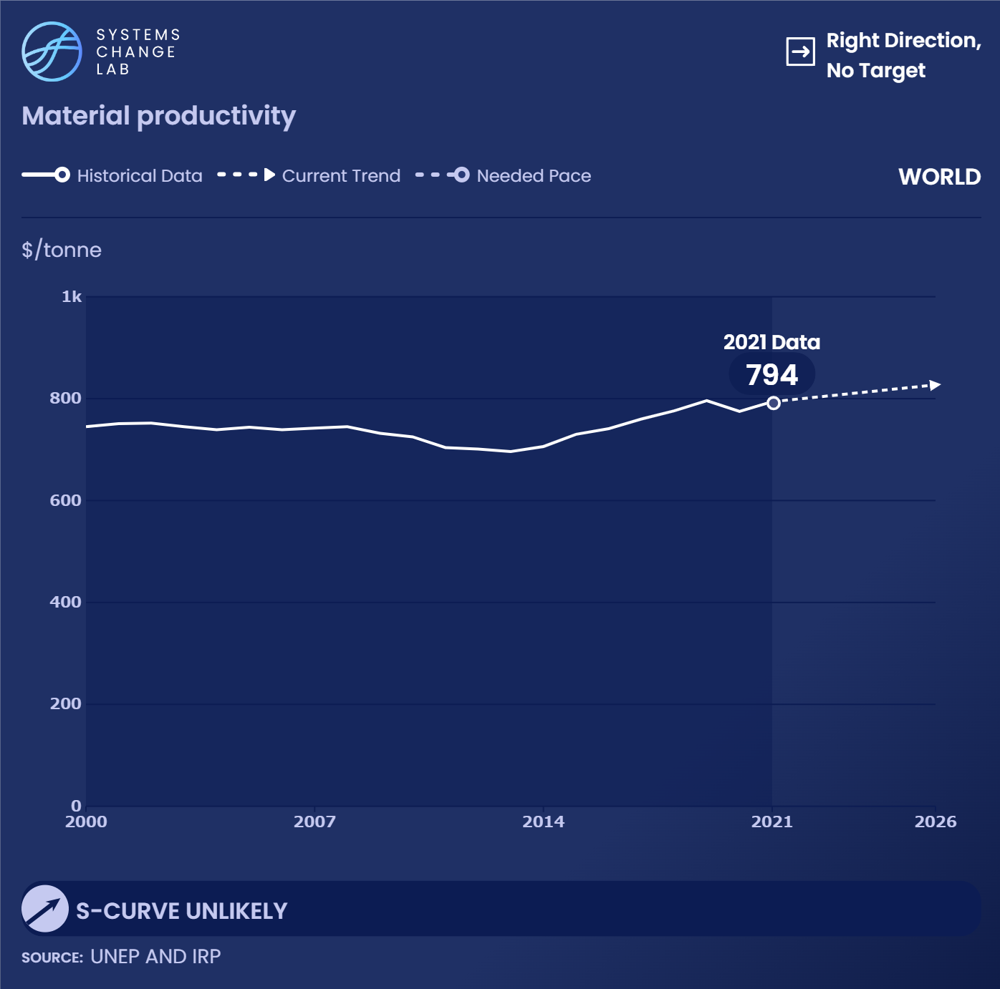 SYSTEMS
CHANGE
LAB
Right Direction,
No Target
Material productivity
Historical Data
Current Trend
Needed Pace
WORLD
$/tonne
1k
800
600
400
200
0
2021 Data
794
2000
2007
2014
2021
2026
S-CURVE UNLIKELY
SOURCE: UNEP AND IRP